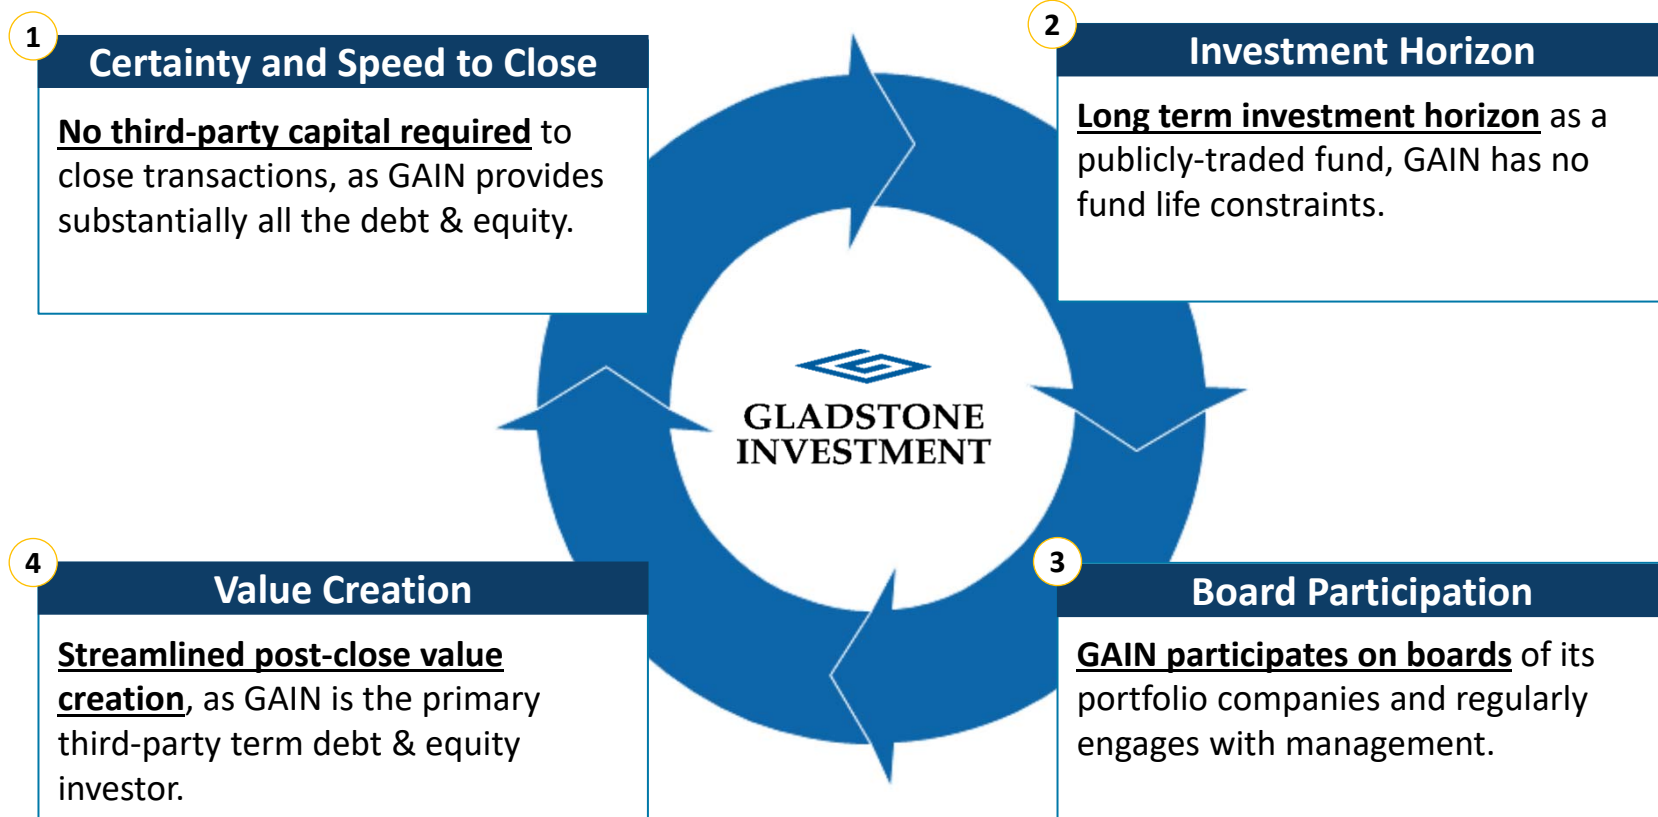 1
Certainty and Speed to Close
No third-party capital required to
close transactions, as GAIN provides
substantially all the debt & equity.
2
Investment Horizon
Long term investment horizon as a
publicly-traded fund, GAIN has no
fund life constraints.
GLADSTONE
INVESTMENT
3
Board Participation
GAIN participates on boards of its
portfolio companies and regularly
engages with management.
4
Value Creation
Streamlined post-close value
creation, as GAIN is the primary
third-party term debt & equity
investor.